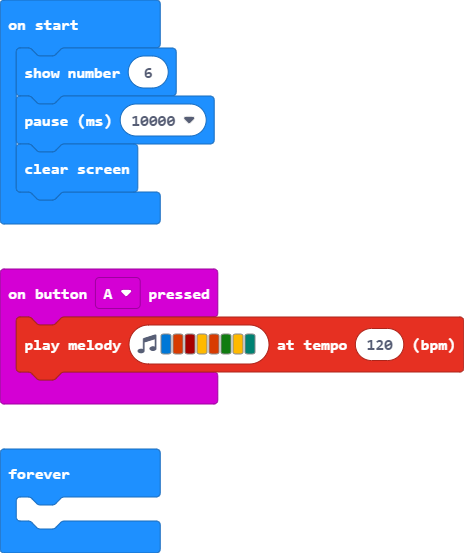 on start
show number 6
pause (ms) 10000
clear screen
on button A pressed
play melody at tempo 120 (bpm)
forever